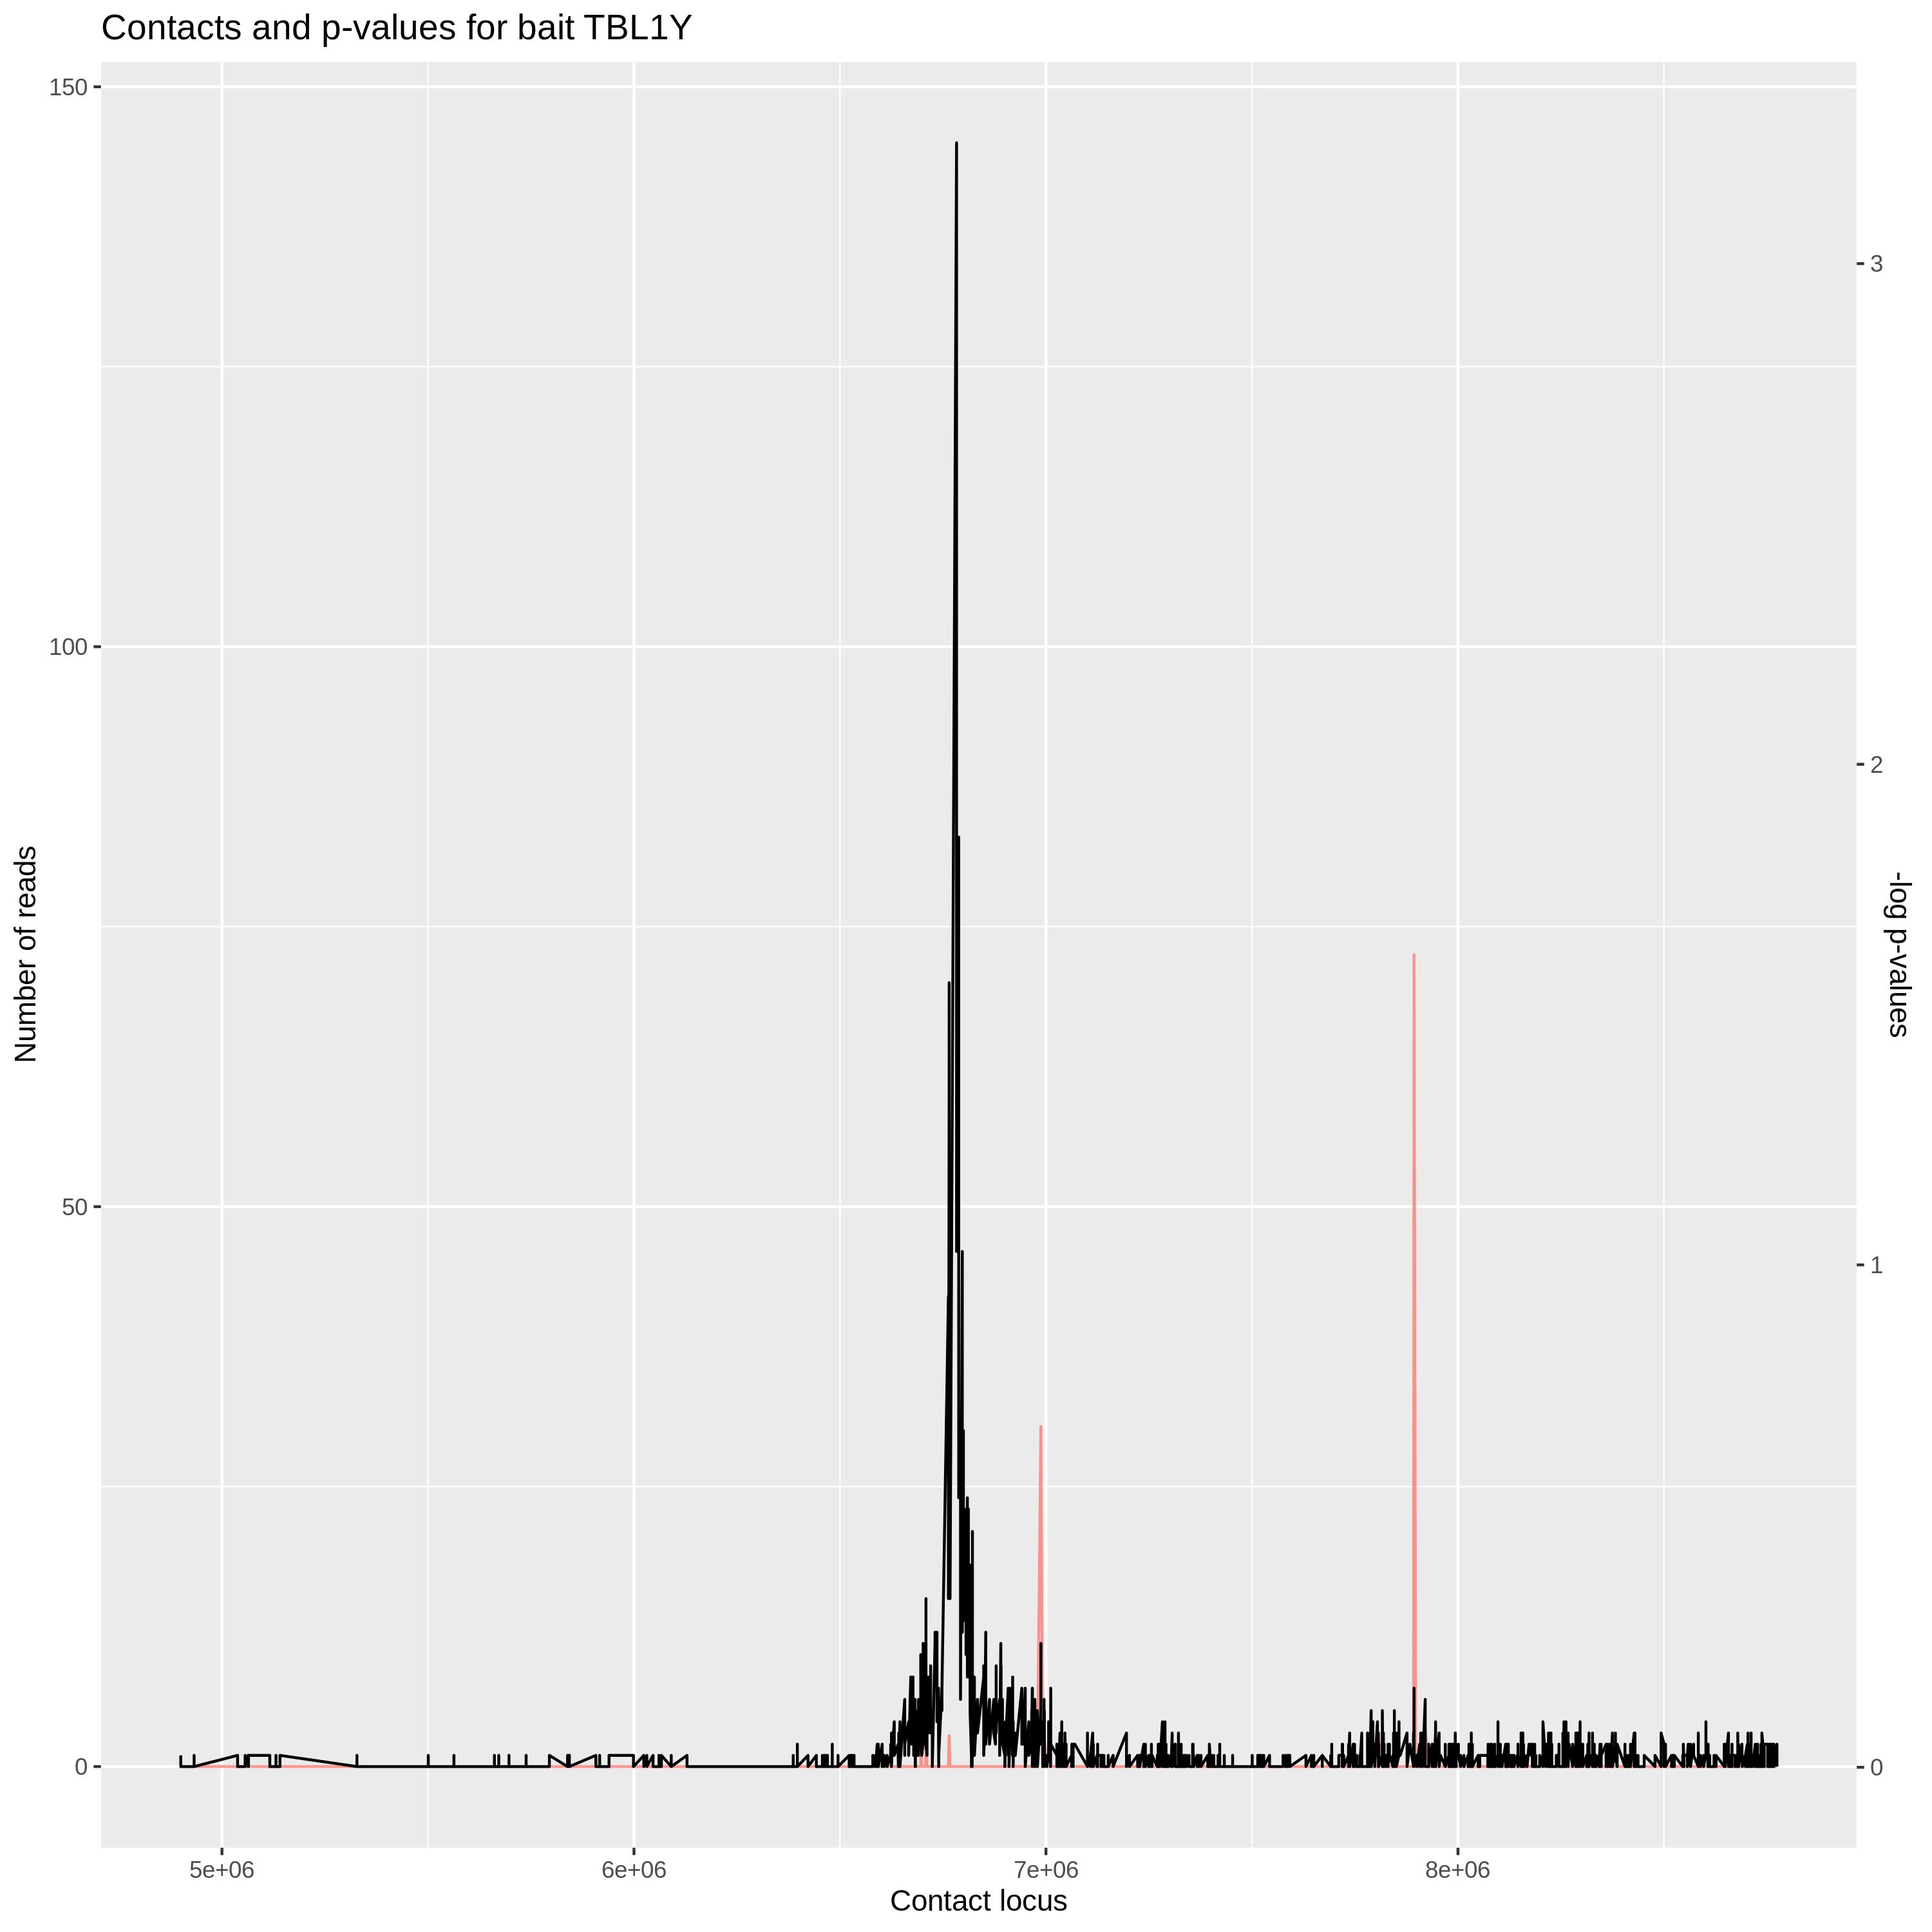 Contacts and p-values for bait TBL1Y
150
100
50
0
Number of reads
3
2
1
0
-log p-values
5e+06
6e+06
7e+06
8e+06
Contact locus